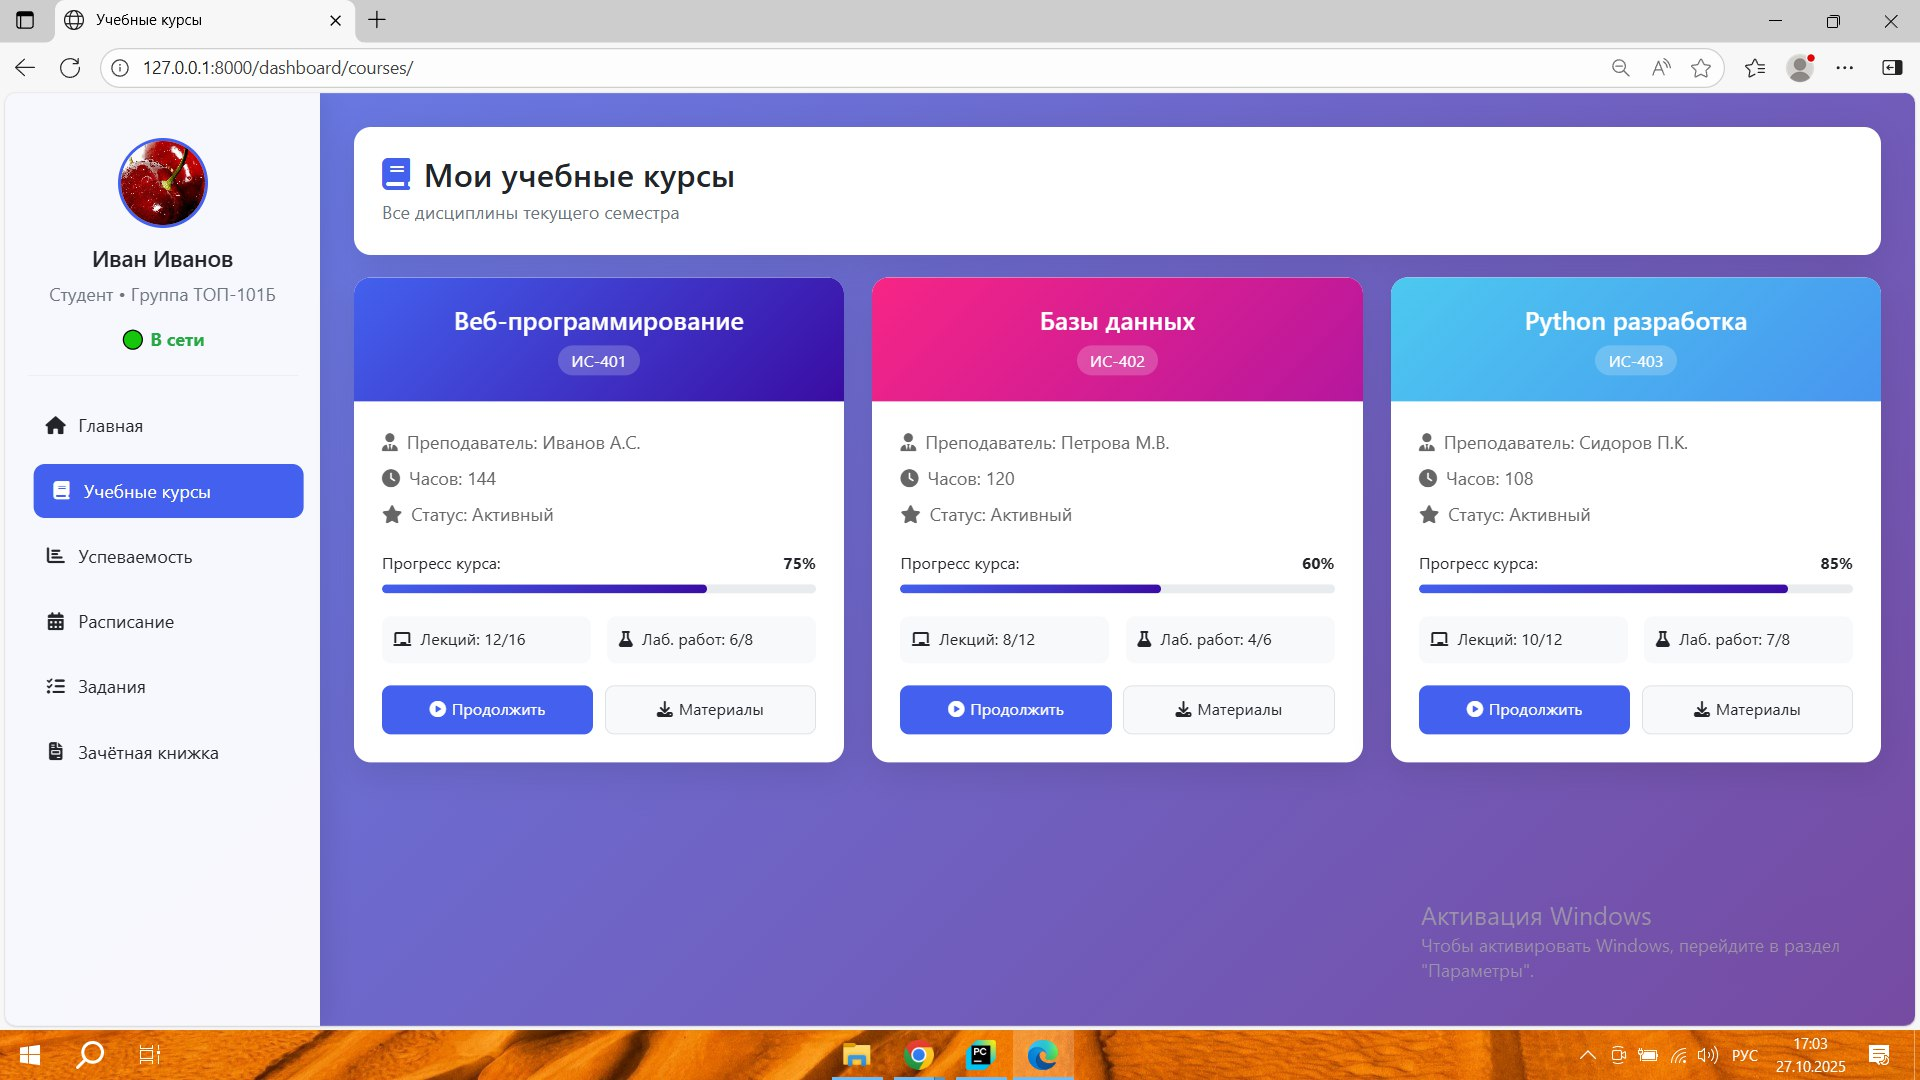 Учебные курсы
127.0.0.1:8000/dashboard/courses/
Иван Иванов
Студент • Группа ТОП-101Б
В сети
Главная
Учебные курсы
Успеваемость
Расписание
Задания
Зачётная книжка
Мои учебные курсы
Все дисциплины текущего семестра
Веб-программирование
ИС-401
Преподаватель: Иванов А.С.
Часов: 144
Статус: Активный
Прогресс курса: 75%
Лекций: 12/16 Лаб. работ: 6/8
Продолжить Материалы
Базы данных
ИС-402
Преподаватель: Петрова М.В.
Часов: 120
Статус: Активный
Прогресс курса: 60%
Лекций: 8/12 Лаб. работ: 4/6
Продолжить Материалы
Python разработка
ИС-403
Преподаватель: Сидоров П.К.
Часов: 108
Статус: Активный
Прогресс курса: 85%
Лекций: 10/12 Лаб. работ: 7/8
Продолжить Материалы
Активация Windows
Чтобы активировать Windows, перейдите в раздел
"Параметры".
PC
РУС
17:03
27.10.2025